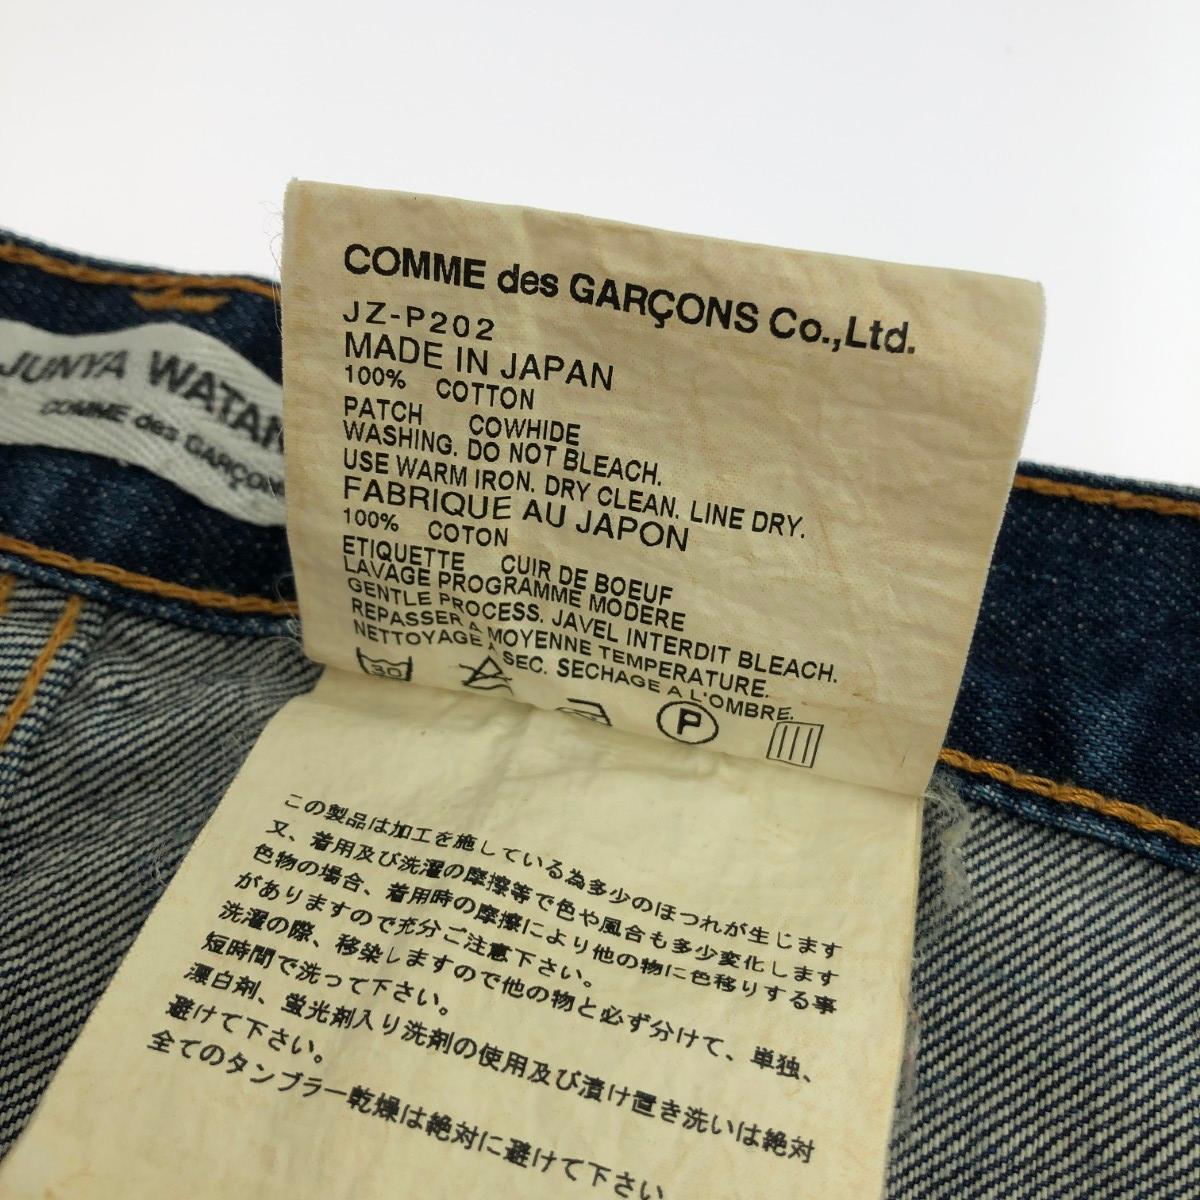 JUNYA WATAN
COMME des GARÇONS
COMME des GARÇONS Co.,Ltd.
JZ-P202
MADE IN JAPAN
100% COTTON
PATCH COWHIDE
WASHING. DO NOT BLEACH.
USE WARM IRON. DRY CLEAN. LINE DRY.
FABRIQUE AU JAPON
100% COTON
ETIQUETTE CUIR DE BOEUF
LAVAGE PROGRAMME MODERE
GENTLE PROCESS. JAVEL INTERDIT BLEACH.
REPASSER A MOYENNE TEMPERATURE.
NETTOYAGE A SEC. SECHAGE A L'OMBRE.
30
P
この製品は加工を施している為多少のほつれが生じます
又、着用及び洗濯の摩擦等で色や風合も多少変化します
色物の場合、着用時の摩擦により他の物に色移りする事
がありますので充分ご注意下さい。
洗濯の際、移染しますので他の物と必ず分けて、単独、
短時間で洗って下さい。
漂白剤、蛍光剤入り洗剤の使用及び漬け置き洗いは絶対
避けて下さい。
全てのタンブラー乾燥は絶対に避けて下さい